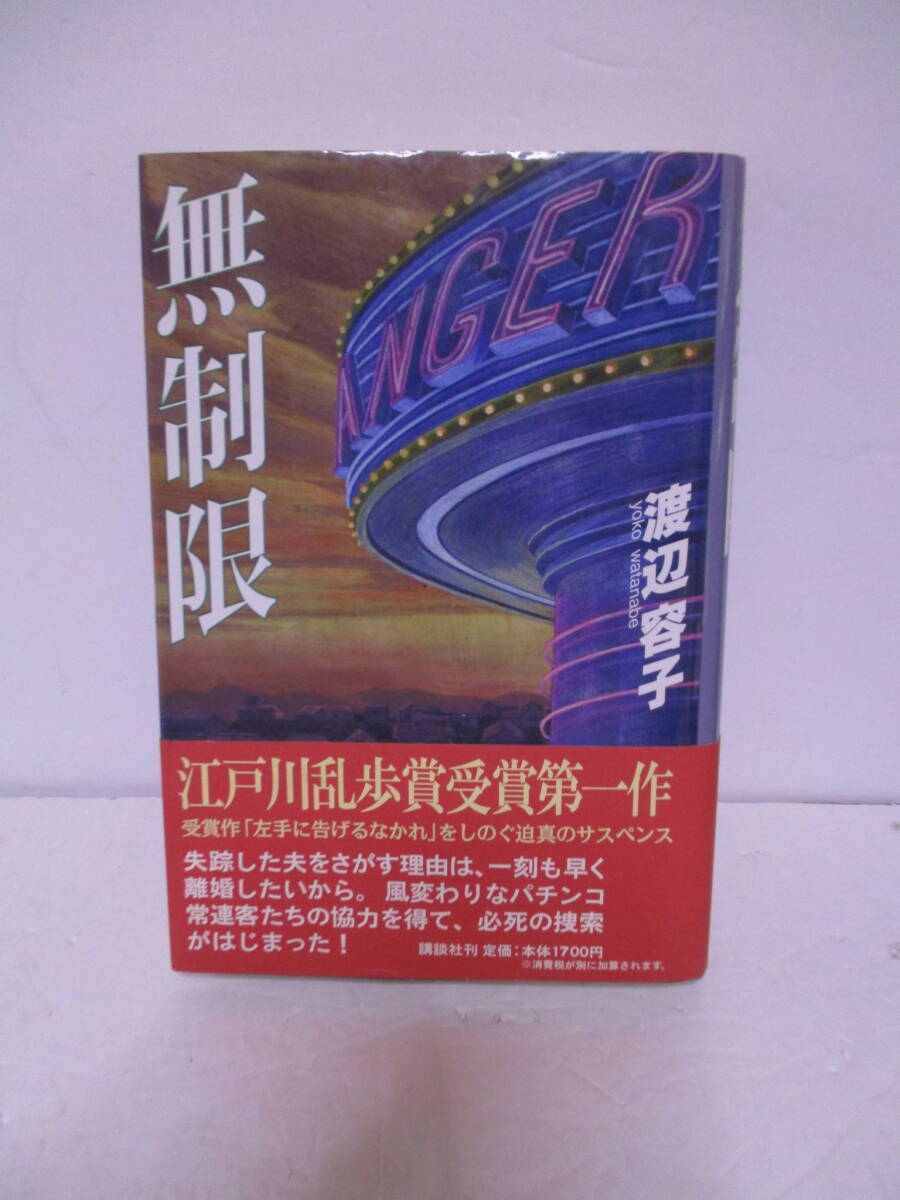 無制限
ANGER
渡辺容子
yoko watanabe
江戸川乱歩賞受賞第一作
受賞作「左手に告げるなかれ」をしのぐ迫真のサスペンス
失踪した夫をさがす理由は、一刻も早く
離婚したいから。風変わりなパチンコ
常連客たちの協力を得て、必死の捜索
がはじまった！
講談社刊 定価：本体1700円
※消費税が別に加算されます。